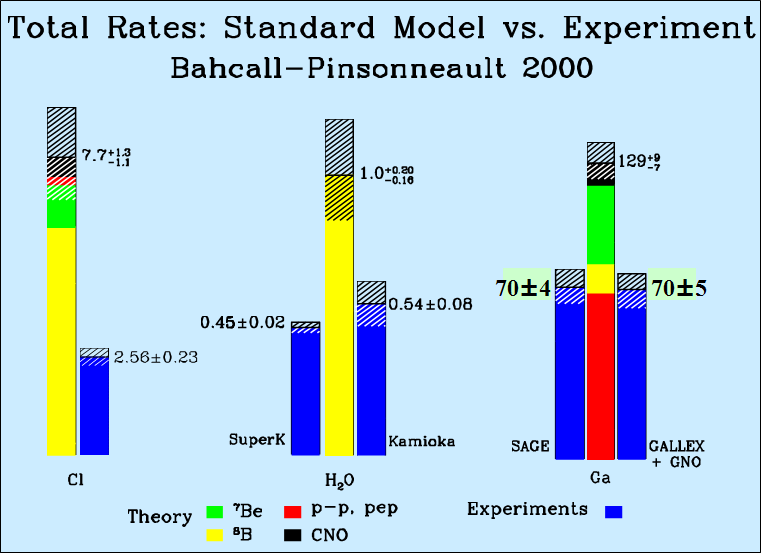 Total Rates: Standard Model vs. Experiment
Bahcall–Pinsonneault 2000
7.7+1.3−1.1
1.0+0.20−0.16
129+9−7
70±4
70±5
0.54±0.08
0.45±0.02
2.56±0.23
SuperK
Kamioka
SAGE
GALLEX
+ GNO
Cl
H2O
Ga
Theory
⁷Be
p–p, pep
Experiments
⁸B
CNO